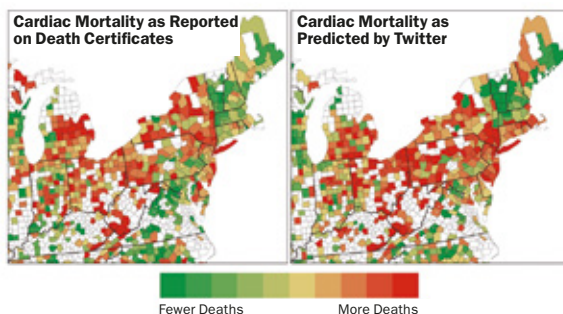 Cardiac Mortality as Reported
on Death Certificates
Cardiac Mortality as
Predicted by Twitter
Fewer Deaths
More Deaths